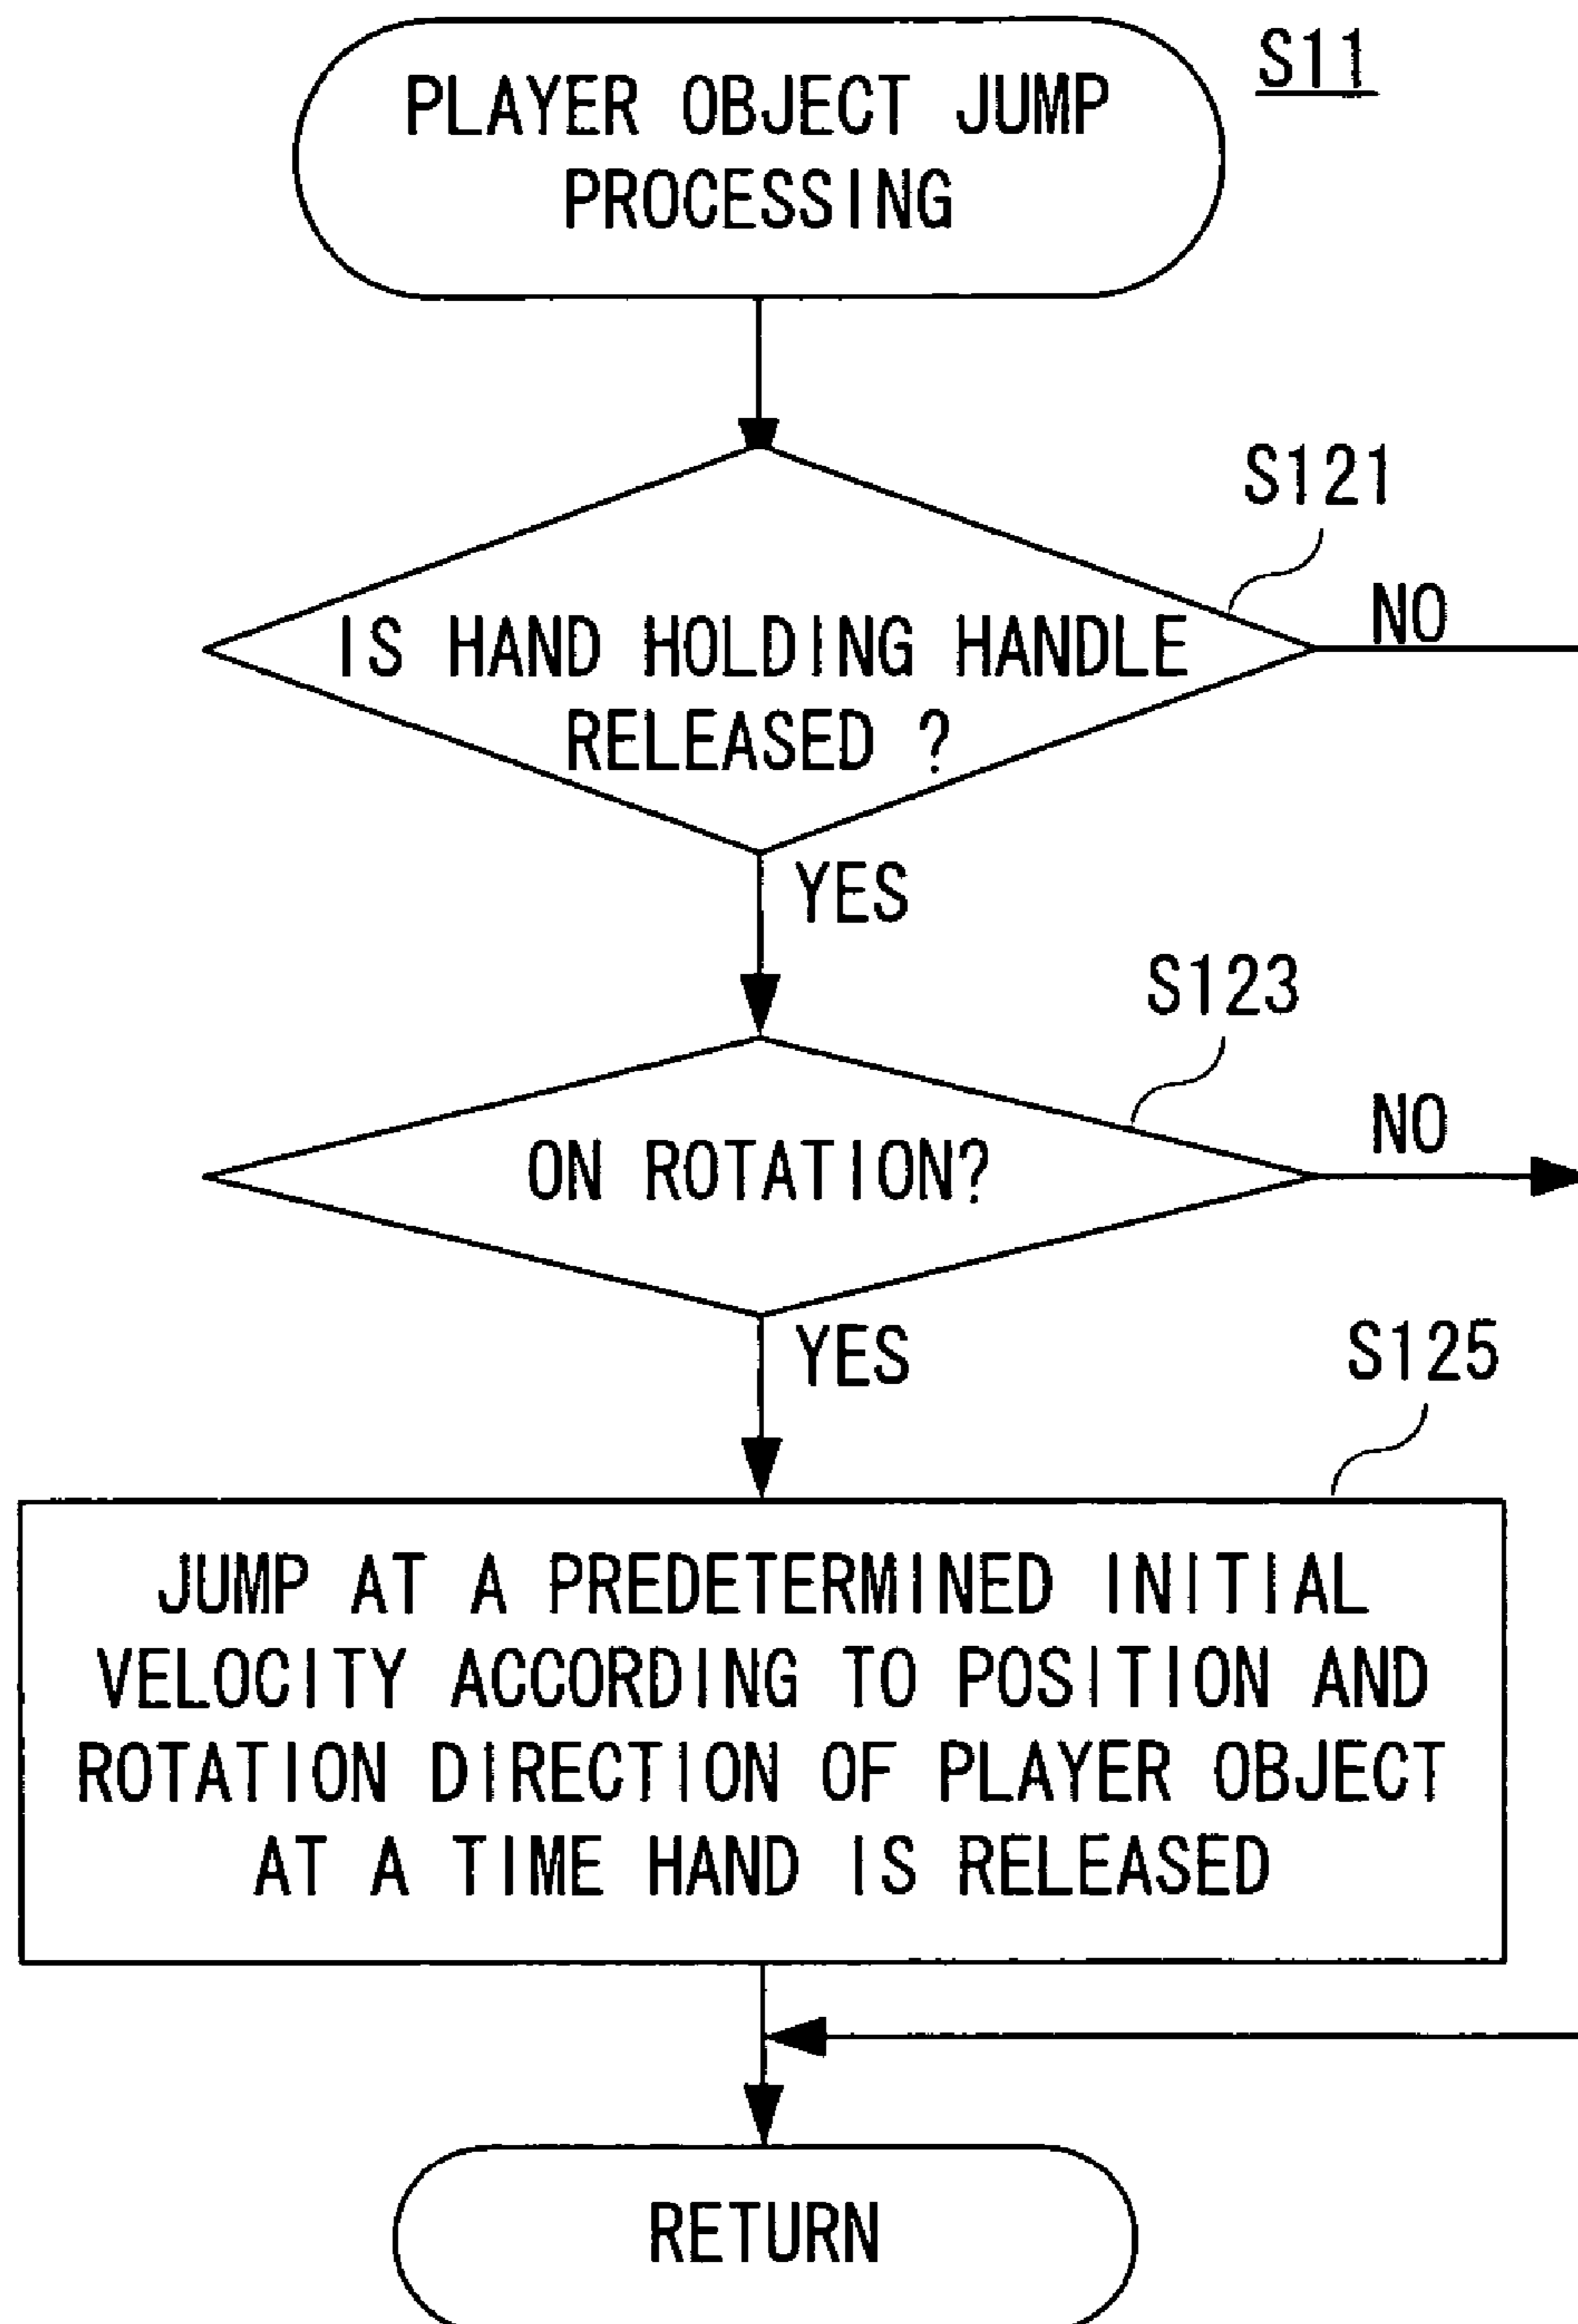 S11
PLAYER OBJECT JUMP
PROCESSING
S121
IS HAND HOLDING HANDLE
RELEASED ?
NO
YES
S123
ON ROTATION?
NO
YES
S125
JUMP AT A PREDETERMINED INITIAL
VELOCITY ACCORDING TO POSITION AND
ROTATION DIRECTION OF PLAYER OBJECT
AT A TIME HAND IS RELEASED
RETURN